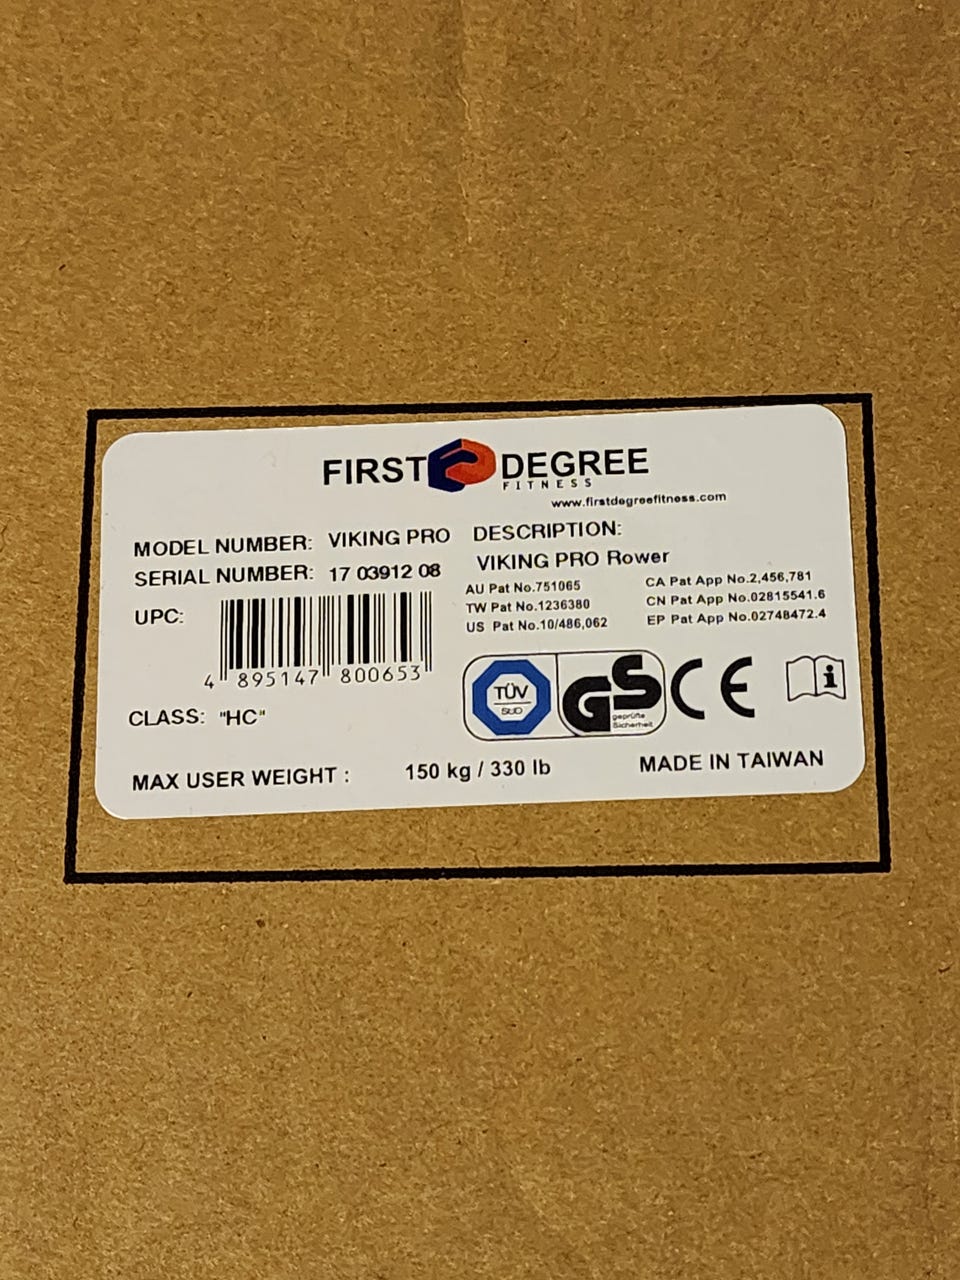 FIRST DEGREE
FITNESS
www.firstdegreefitness.com
MODEL NUMBER: VIKING PRO
SERIAL NUMBER: 17 03912 08
UPC:
4 895147 800653
CLASS: "HC"
DESCRIPTION:
VIKING PRO Rower
AU Pat No.751065
TW Pat No.1236380
US Pat No.10/486,062
CA Pat App No.2,456,781
CN Pat App No.02815541.6
EP Pat App No.02748472.4
TÜV
SÜD
GS
geprüfte
Sicherheit
CE
i
MAX USER WEIGHT : 150 kg / 330 lb
MADE IN TAIWAN